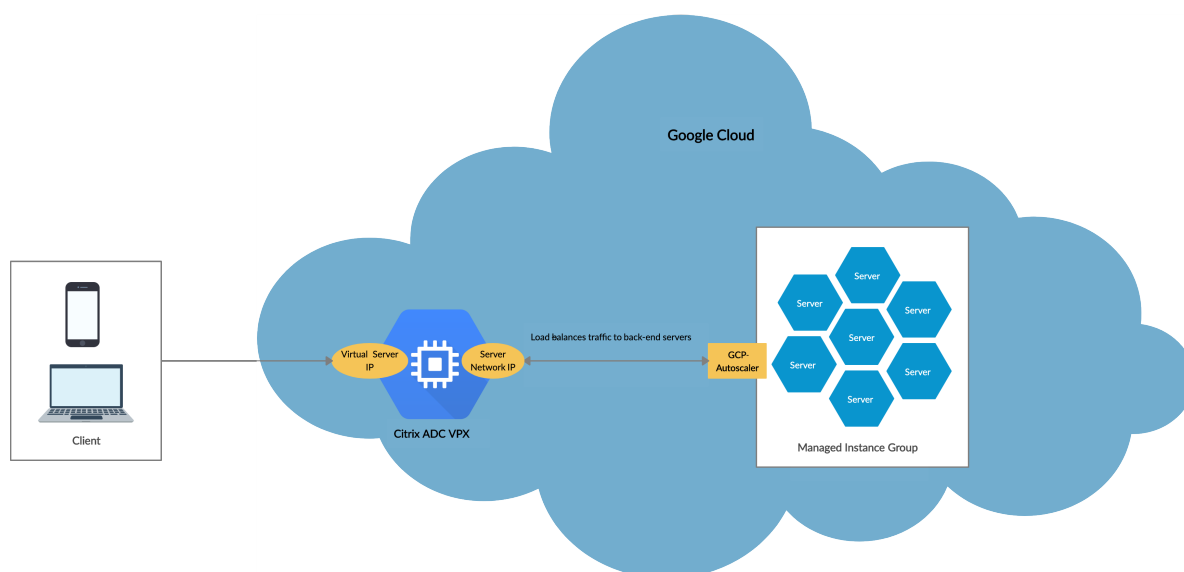 Google Cloud
Client
Virtual Server
IP
Server
Network IP
Citrix ADC VPX
Load balances traffic to back-end servers
GCP-
Autoscaler
Server
Server
Server
Server
Server
Server
Server
Managed Instance Group